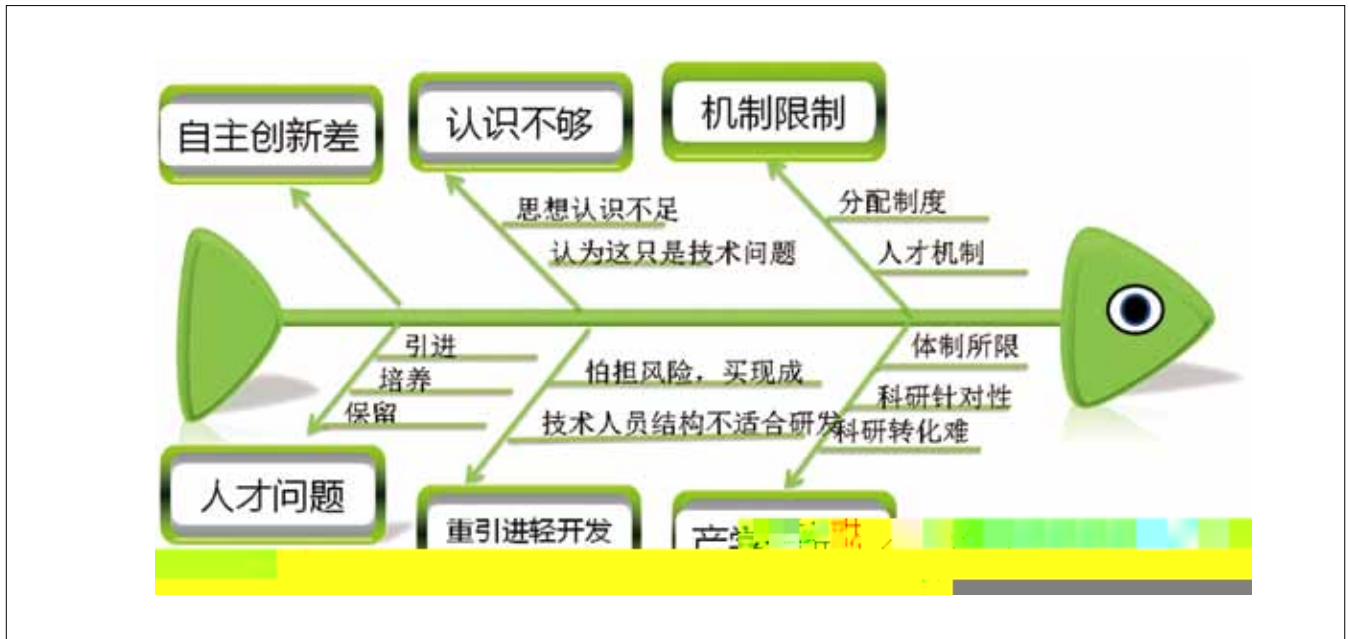 自主创新差
认识不够
机制限制
思想认识不足
认为这只是技术问题
分配制度
人才机制
引进
培养
保留
怕担风险，买现成
技术人员结构不适合研发
体制所限
科研针对性
科研转化难
人才问题
重引进轻开发